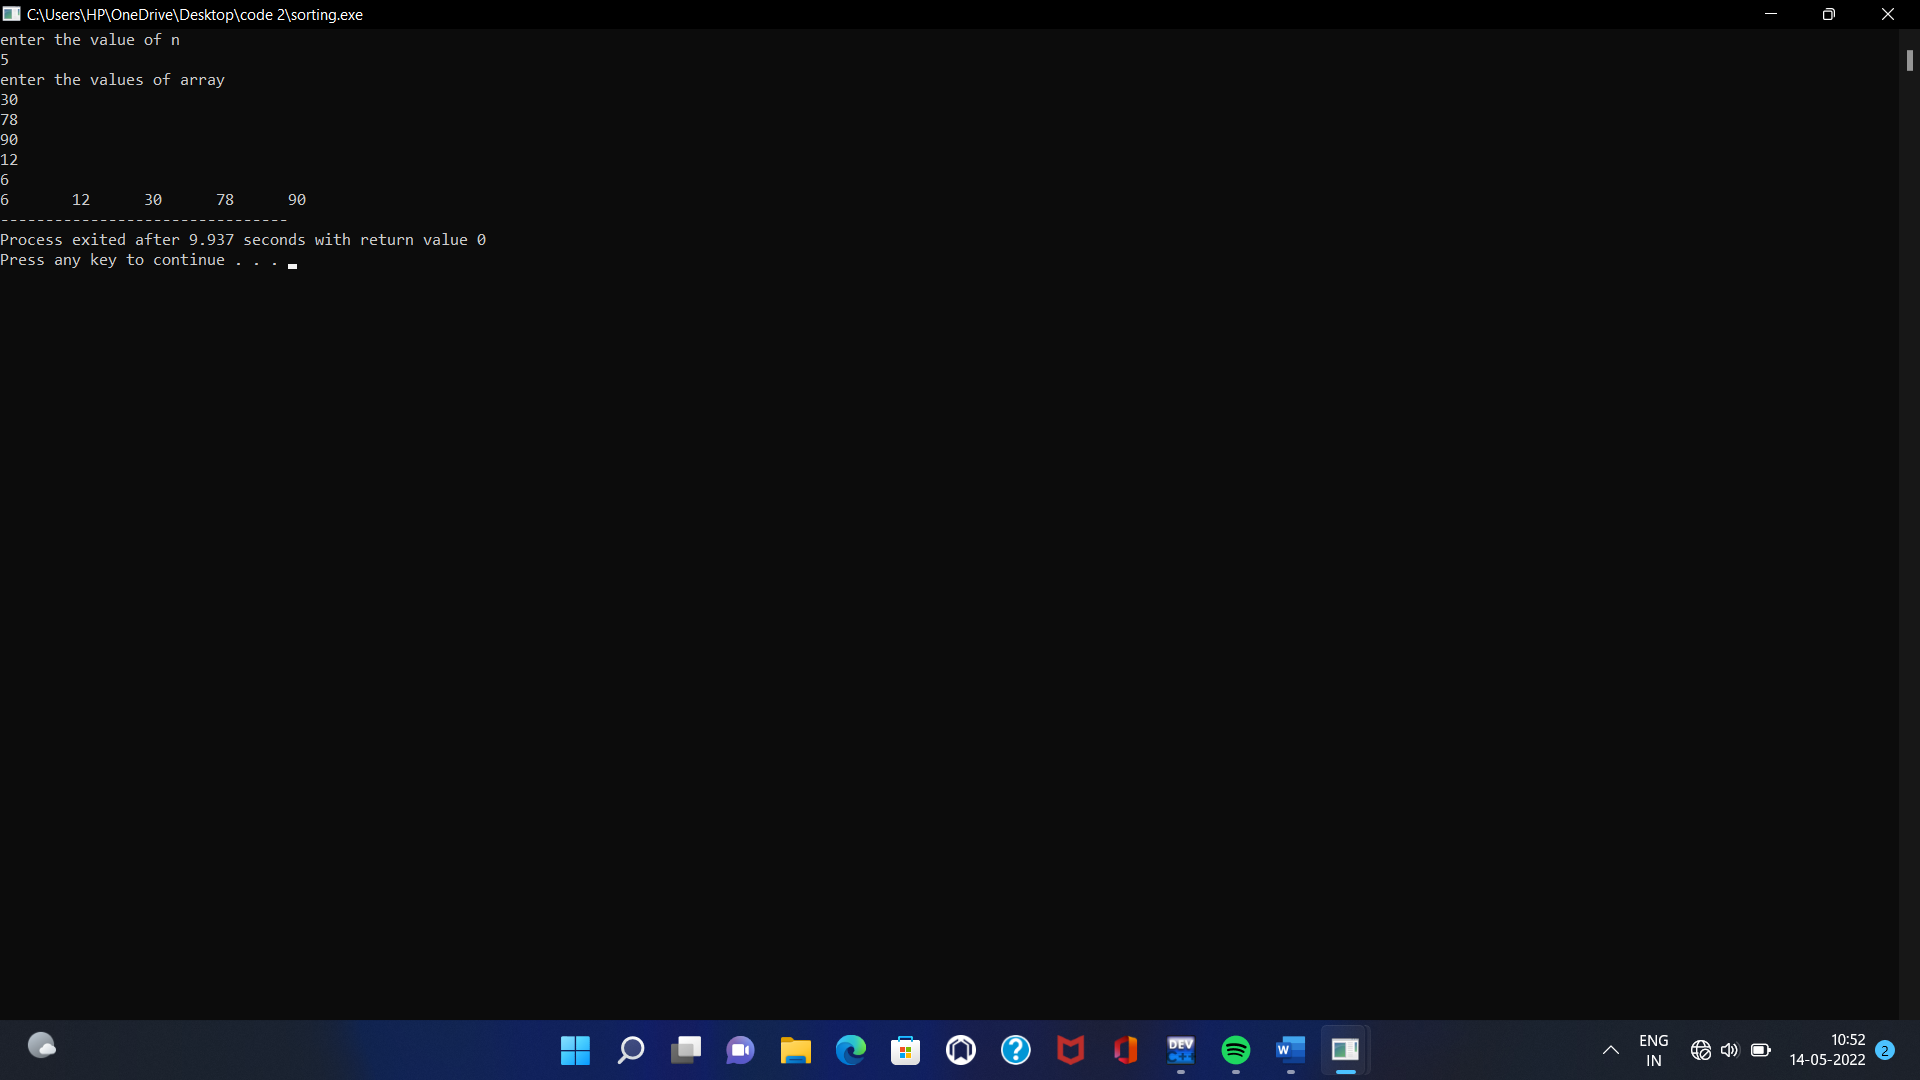 C:\Users\HP\OneDrive\Desktop\code 2\sorting.exe
enter the value of n
5
enter the values of array
30
78
90
12
6
6 12 30 78 90
--------------------------------
Process exited after 9.937 seconds with return value 0
Press any key to continue . . .
DEV
C++
W
ENG
IN
10:52
14-05-2022
2